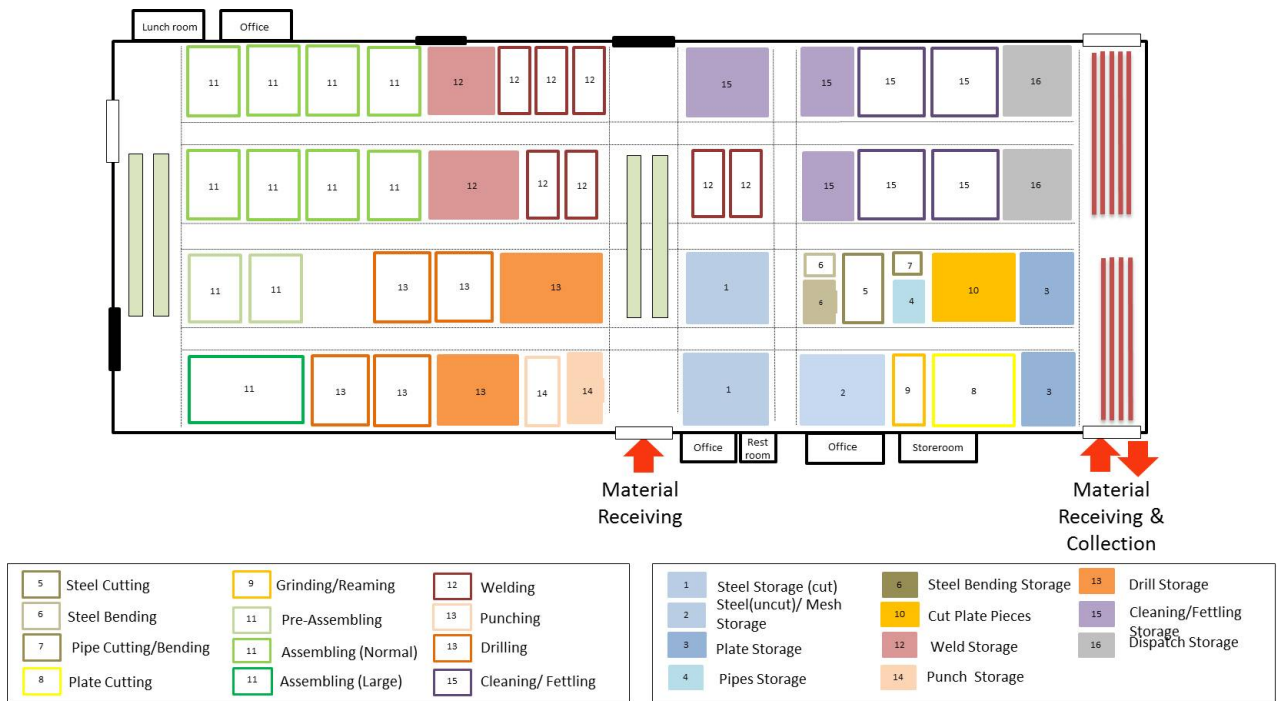 Lunch room
Office
11 11 11 11 12 12 12 12 15 15 15 15 16
11 11 11 11 12 12 12 12 12 15 15 15 16
11 11 13 13 13 1 6 6 5 7 4 10 3
11 13 13 13 14 14 1 2 9 8 3
Office
Rest
room
Office
Storeroom
Material
Receiving
Material
Receiving &
Collection
5 Steel Cutting
6 Steel Bending
7 Pipe Cutting/Bending
8 Plate Cutting
9 Grinding/Reaming
11 Pre-Assembling
11 Assembling (Normal)
11 Assembling (Large)
12 Welding
13 Punching
13 Drilling
15 Cleaning/ Fettling
1 Steel Storage (cut)
2 Steel(uncut)/ Mesh
Storage
3 Plate Storage
4 Pipes Storage
6 Steel Bending Storage
10 Cut Plate Pieces
12 Weld Storage
14 Punch Storage
13 Drill Storage
15 Cleaning/Fettling
Storage
16 Dispatch Storage